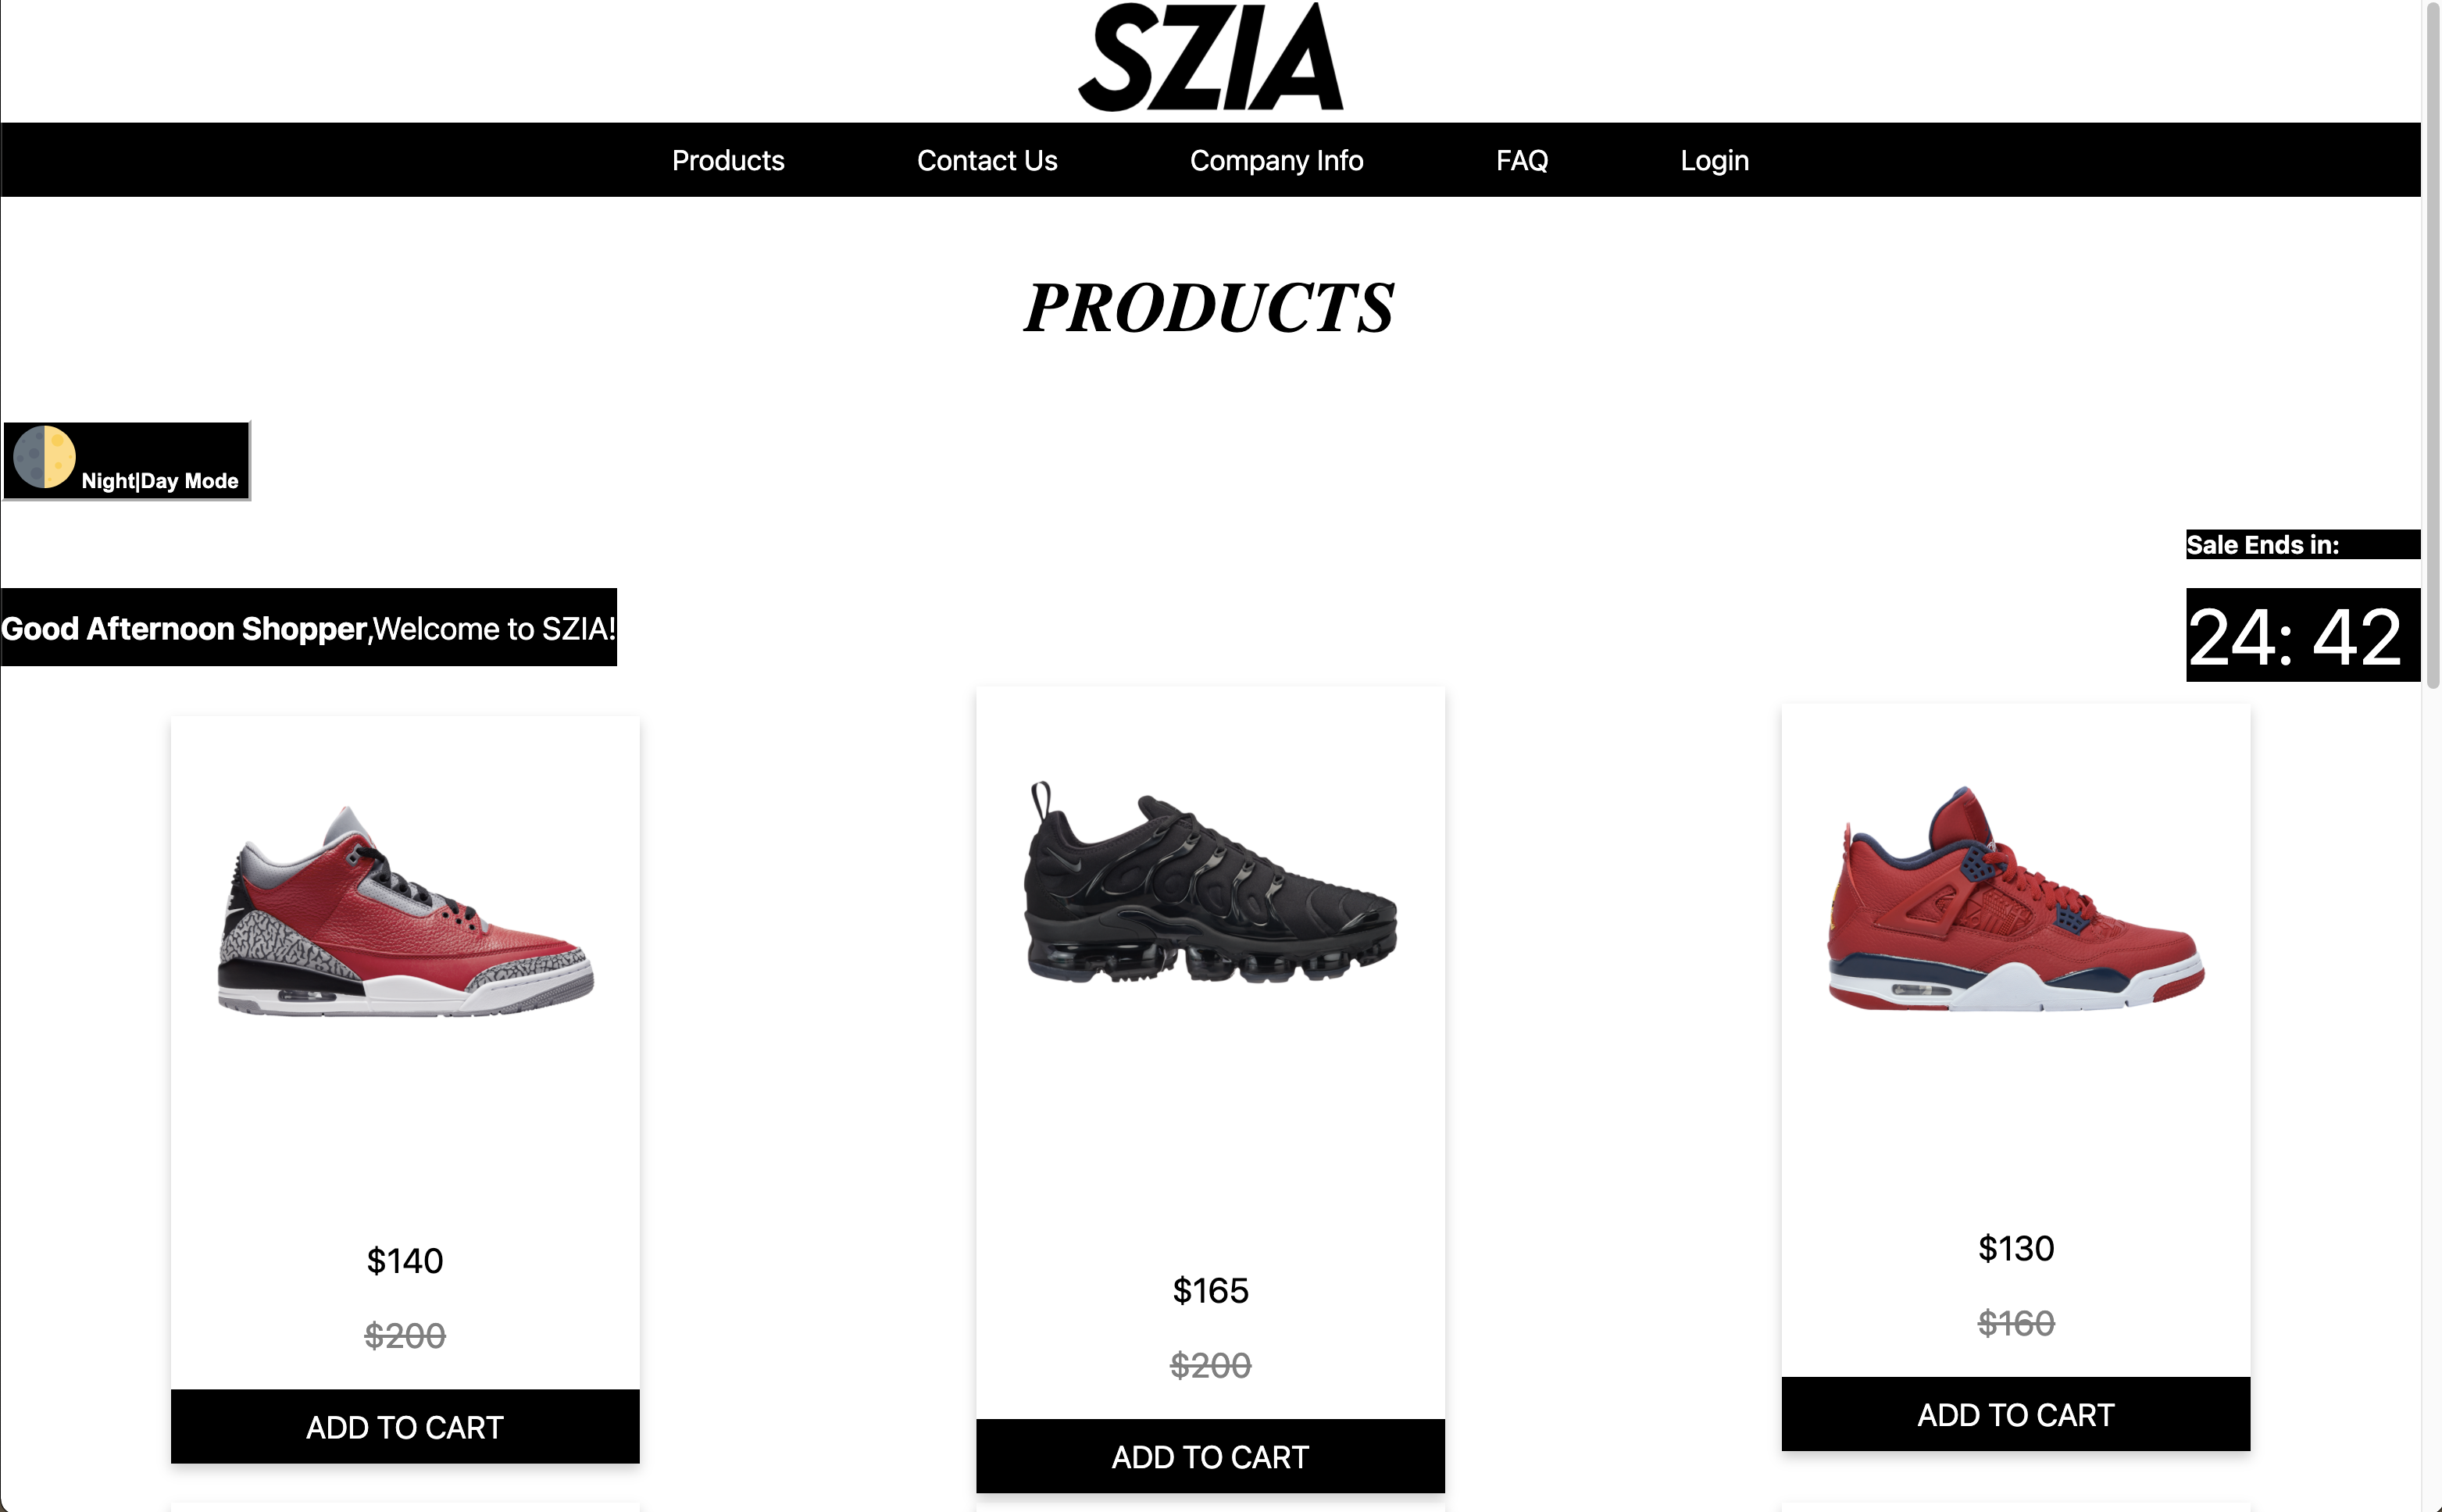 SZIA
Products Contact Us Company Info FAQ Login
PRODUCTS
Night|Day Mode
Sale Ends in:
Good Afternoon Shopper,Welcome to SZIA!
24: 42
$140
$200
ADD TO CART
$165
$200
ADD TO CART
$130
$160
ADD TO CART